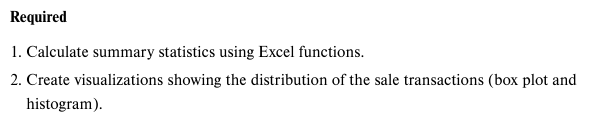 Required
1. Calculate summary statistics using Excel functions.
2. Create visualizations showing the distribution of the sale transactions (box plot and
histogram).